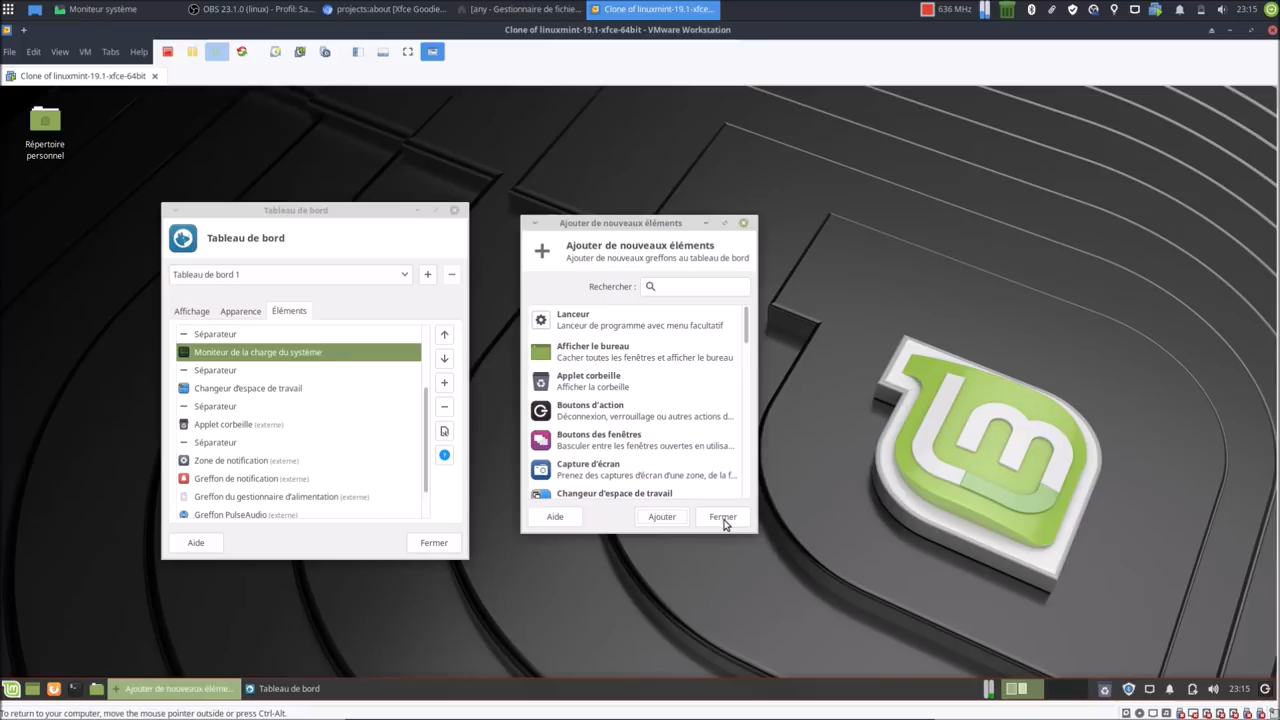 Moniteur système
OBS 23.1.0 (linux) - Profil: Sa...
projects:about [Xfce Goodie...
[any - Gestionnaire de fichie...
Clone of linuxmint-19.1-xfce...
636 MHz
23:15
Clone of linuxmint-19.1-xfce-64bit - VMware Workstation
File Edit View VM Tabs Help
Clone of linuxmint-19.1-xfce-64bit
Répertoire
personnel
Tableau de bord
Tableau de bord
Tableau de bord 1
Affichage Apparence Éléments
Séparateur
Moniteur de la charge du système
Séparateur
Changeur d'espace de travail
Séparateur
Applet corbeille (externe)
Séparateur
Zone de notification (externe)
Greffon de notification (externe)
Greffon du gestionnaire d'alimentation (externe)
Greffon PulseAudio (externe)
Aide Fermer
Ajouter de nouveaux éléments
Ajouter de nouveaux éléments
Ajouter de nouveaux greffons au tableau de bord
Rechercher :
Lanceur
Lanceur de programme avec menu facultatif
Afficher le bureau
Cacher toutes les fenêtres et afficher le bureau
Applet corbeille
Afficher la corbeille
Boutons d'action
Déconnexion, verrouillage ou autres actions d...
Boutons des fenêtres
Basculer entre les fenêtres ouvertes en utilisa...
Capture d'écran
Prenez des captures d'écran d'une zone, de la f...
Changeur d'espace de travail
Aide Ajouter Fermer
Ajouter de nouveaux éléme...
Tableau de bord
23:15
To return to your computer, move the mouse pointer outside or press Ctrl-Alt.